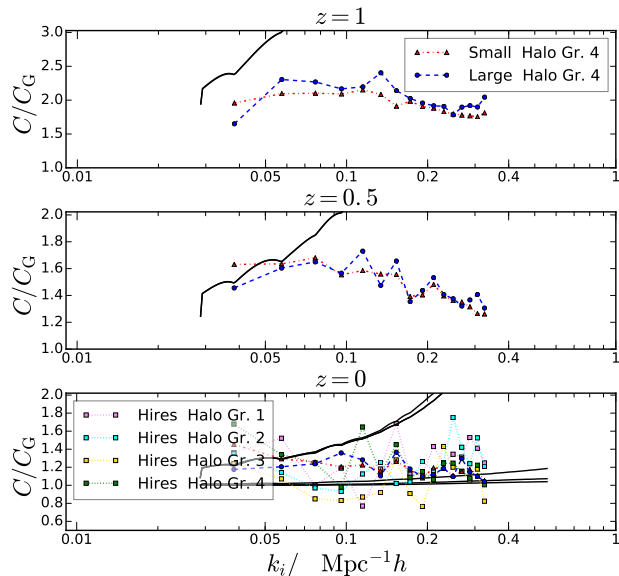 z = 1
C/C_G
3.0
2.5
2.0
1.5
1.0
Small Halo Gr. 4
Large Halo Gr. 4
0.01 0.05 0.1 0.2 0.4 1
z = 0.5
C/C_G
2.0
1.8
1.6
1.4
1.2
1.0
0.01 0.05 0.1 0.2 0.4 1
z = 0
C/C_G
2.0
1.8
1.6
1.4
1.2
1.0
0.8
0.6
Hires Halo Gr. 1
Hires Halo Gr. 2
Hires Halo Gr. 3
Hires Halo Gr. 4
0.01 0.05 0.1 0.2 0.4 1
k_i/ Mpc⁻¹h